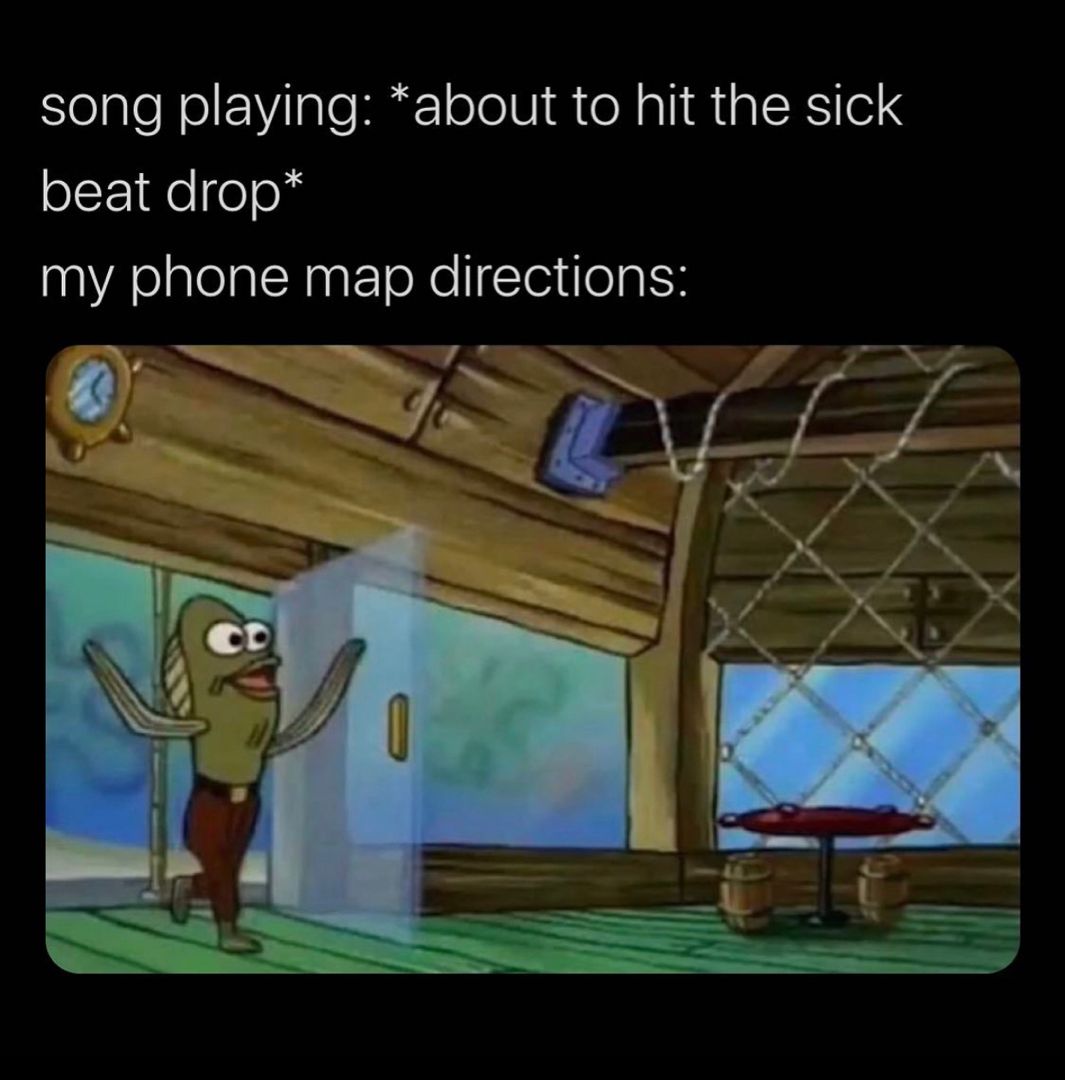 song playing: *about to hit the sick
beat drop*
my phone map directions: